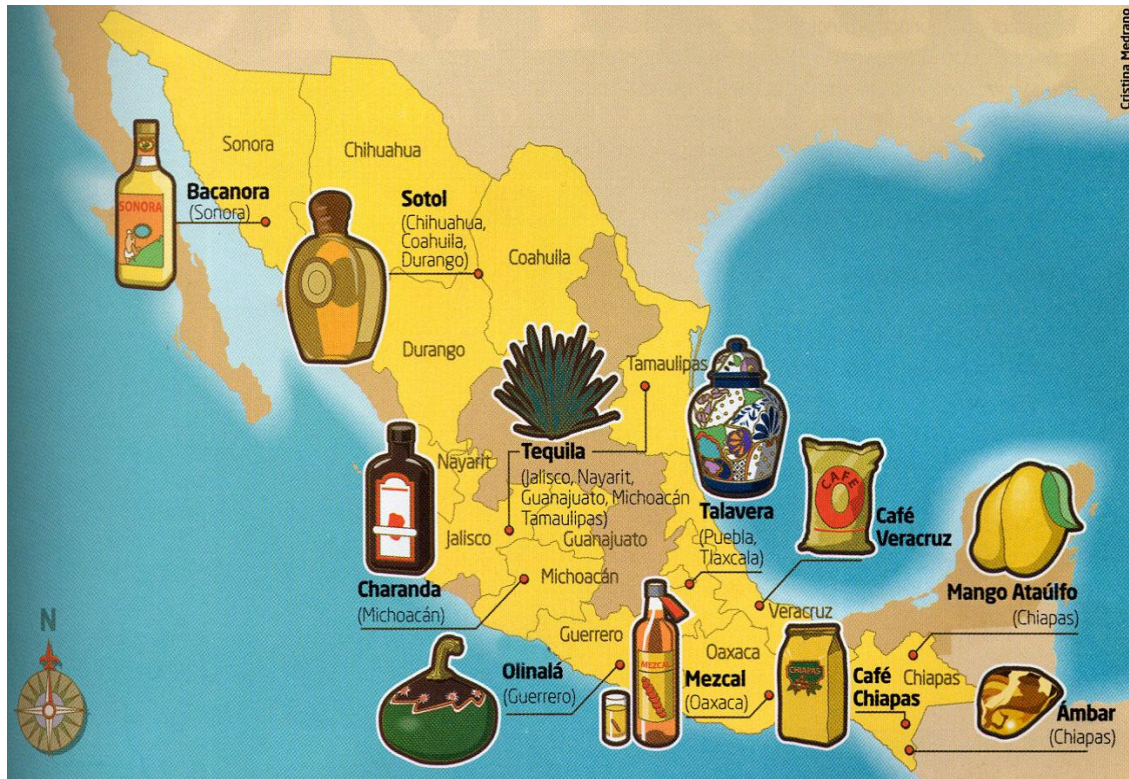 Cristina Medrano
Sonora
Chihuahua
Bacanora
(Sonora)
SONORA
Sotol
(Chihuahua,
Coahuila,
Durango)
Coahuila
Durango
Tamaulipas
Tequila
(Jalisco, Nayarit,
Guanajuato, Michoacán
Tamaulipas)
Nayarit
Jalisco
Guanajuato
Talavera
(Puebla,
Tlaxcala)
CAFE
Café
Veracruz
Charanda
(Michoacán)
Michoacán
Mango Ataúlfo
(Chiapas)
Veracruz
N
Guerrero
Olinalá
(Guerrero)
MEZCAL
Mezcal
(Oaxaca)
Oaxaca
CHIAPAS
Café
Chiapas
Chiapas
Ámbar
(Chiapas)